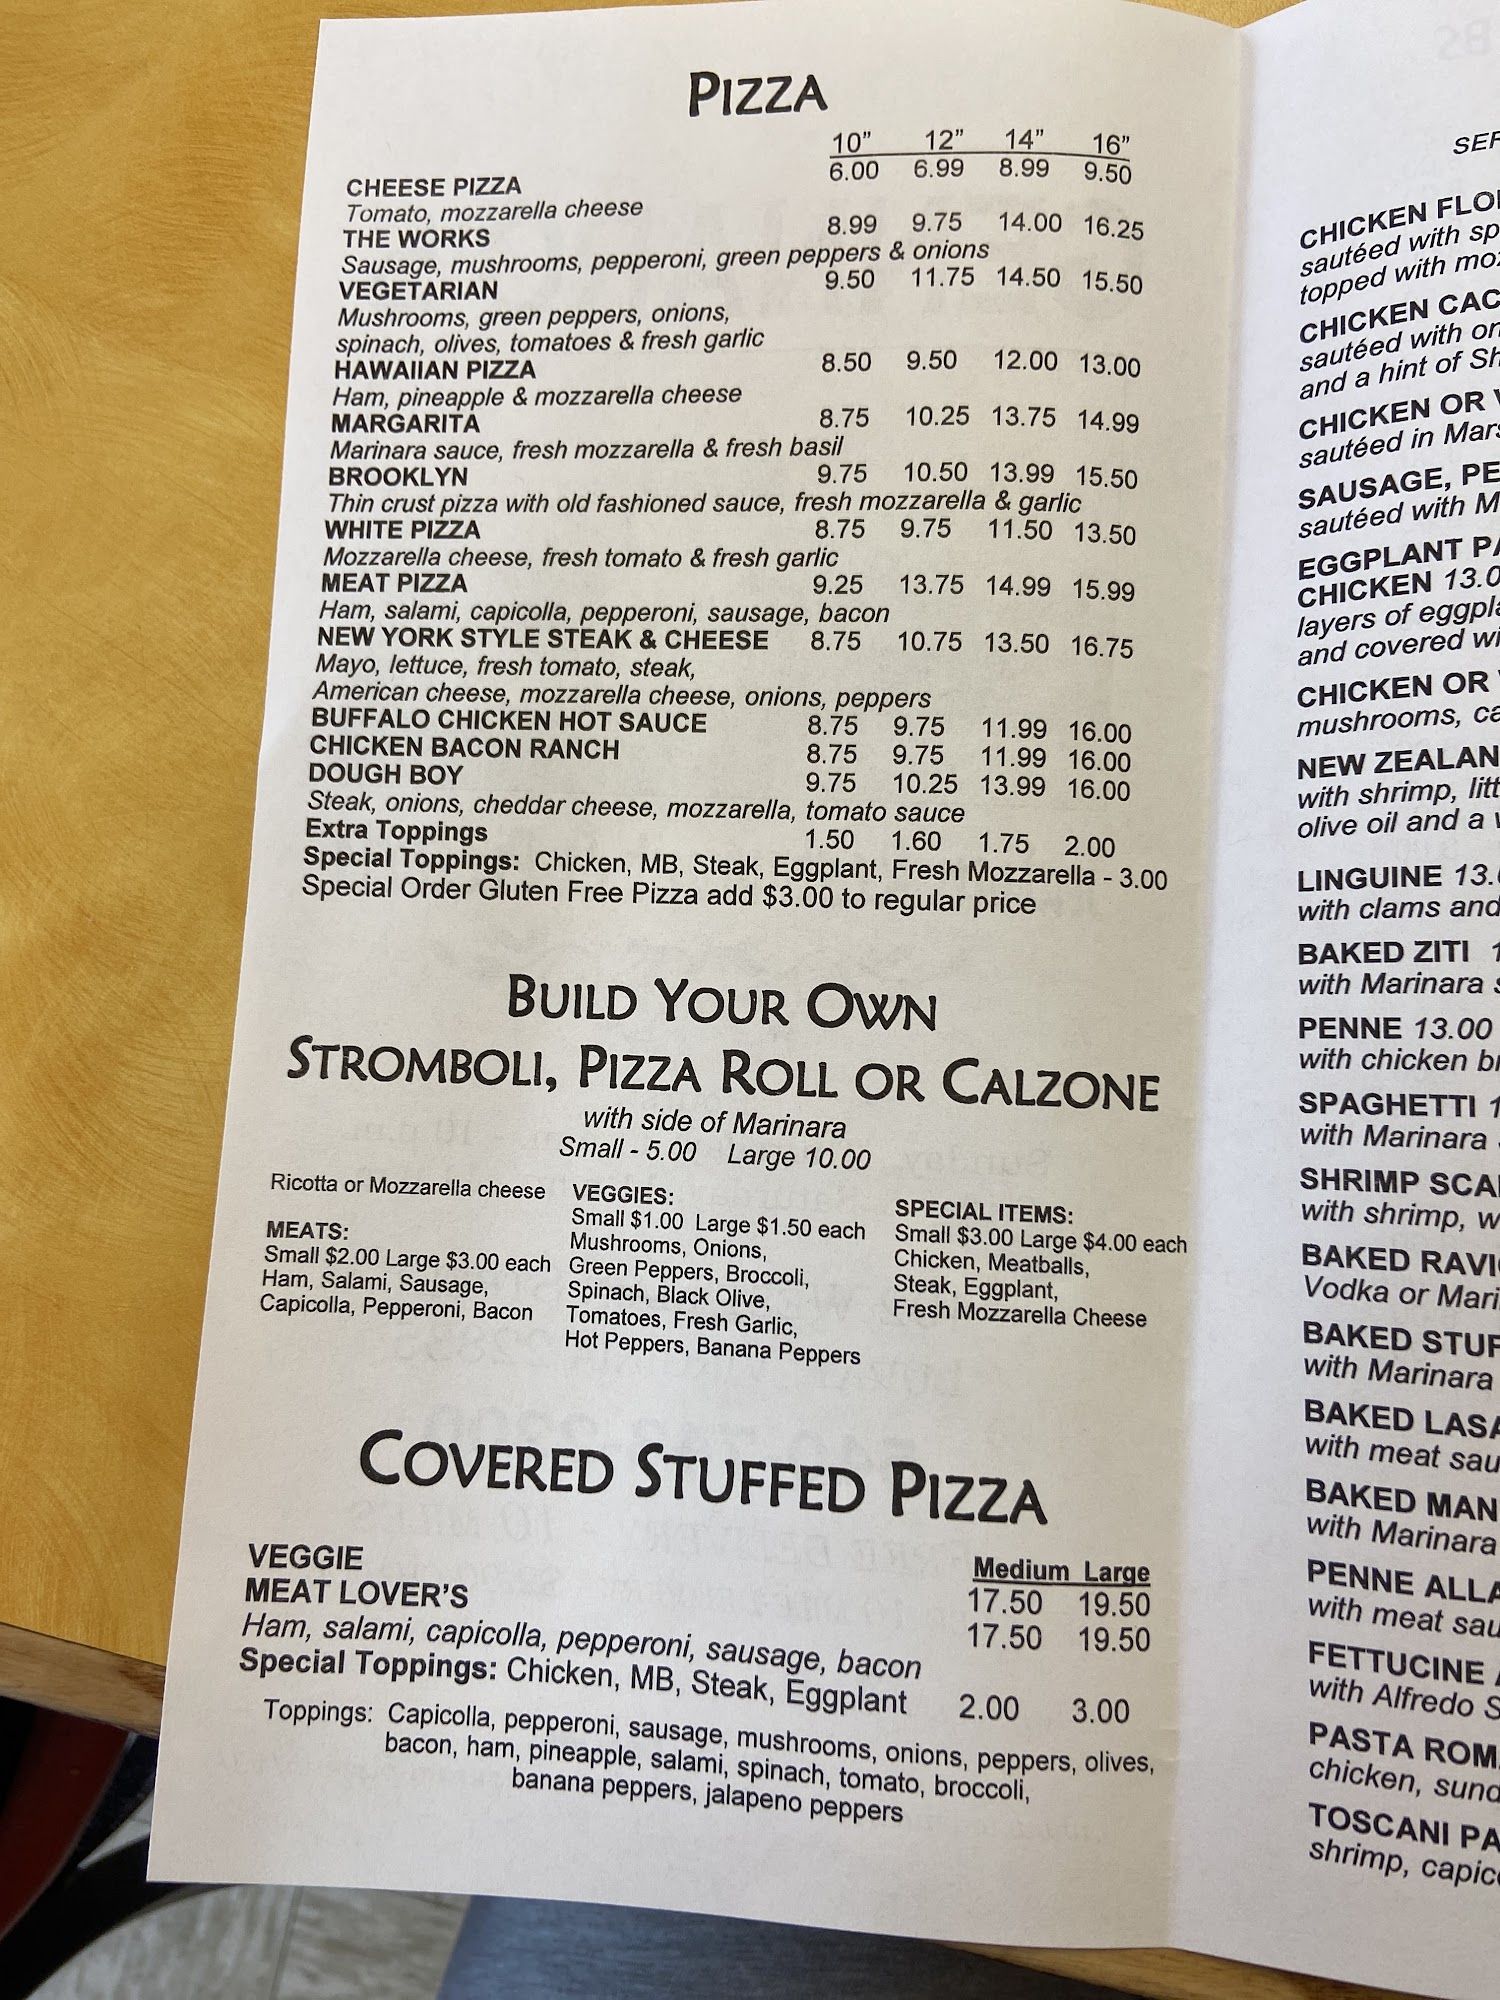 PIZZA
10” 12” 14” 16”
CHEESE PIZZA 6.00 6.99 8.99 9.50
Tomato, mozzarella cheese
THE WORKS 8.99 9.75 14.00 16.25
Sausage, mushrooms, pepperoni, green peppers & onions
VEGETARIAN 9.50 11.75 14.50 15.50
Mushrooms, green peppers, onions,
spinach, olives, tomatoes & fresh garlic
HAWAIIAN PIZZA 8.50 9.50 12.00 13.00
Ham, pineapple & mozzarella cheese
MARGARITA 8.75 10.25 13.75 14.99
Marinara sauce, fresh mozzarella & fresh basil
BROOKLYN 9.75 10.50 13.99 15.50
Thin crust pizza with old fashioned sauce, fresh mozzarella & garlic
WHITE PIZZA 8.75 9.75 11.50 13.50
Mozzarella cheese, fresh tomato & fresh garlic
MEAT PIZZA 9.25 13.75 14.99 15.99
Ham, salami, capicolla, pepperoni, sausage, bacon
NEW YORK STYLE STEAK & CHEESE 8.75 10.75 13.50 16.75
Mayo, lettuce, fresh tomato, steak,
American cheese, mozzarella cheese, onions, peppers
BUFFALO CHICKEN HOT SAUCE 8.75 9.75 11.99 16.00
CHICKEN BACON RANCH 8.75 9.75 11.99 16.00
DOUGH BOY 9.75 10.25 13.99 16.00
Steak, onions, cheddar cheese, mozzarella, tomato sauce
Extra Toppings 1.50 1.60 1.75 2.00
Special Toppings: Chicken, MB, Steak, Eggplant, Fresh Mozzarella - 3.00
Special Order Gluten Free Pizza add $3.00 to regular price
BUILD YOUR OWN
STROMBOLI, PIZZA ROLL OR CALZONE
with side of Marinara
Small - 5.00 Large 10.00
Ricotta or Mozzarella cheese
MEATS:
Small $2.00 Large $3.00 each
Ham, Salami, Sausage,
Capicolla, Pepperoni, Bacon
VEGGIES:
Small $1.00 Large $1.50 each
Mushrooms, Onions,
Green Peppers, Broccoli,
Spinach, Black Olive,
Tomatoes, Fresh Garlic,
Hot Peppers, Banana Peppers
SPECIAL ITEMS:
Small $3.00 Large $4.00 each
Chicken, Meatballs,
Steak, Eggplant,
Fresh Mozzarella Cheese
COVERED STUFFED PIZZA
Medium Large
VEGGIE 17.50 19.50
MEAT LOVER’S 17.50 19.50
Ham, salami, capicolla, pepperoni, sausage, bacon
Special Toppings: Chicken, MB, Steak, Eggplant 2.00 3.00
Toppings: Capicolla, pepperoni, sausage, mushrooms, onions, peppers, olives,
bacon, ham, pineapple, salami, spinach, tomato, broccoli,
banana peppers, jalapeno peppers
CHICKEN
sautéed with
topped with
CHICKEN
sautéed with
and a hint of
CHICKEN OR
sautéed in
SAUSAGE,
sautéed with
EGGPLANT
CHICKEN
layers of
and covered
CHICKEN OR
mushrooms,
NEW
with shrimp,
olive oil and a
LINGUINE
with clams and
BAKED ZITI
with Marinara
PENNE 13.00
with chicken
SPAGHETTI
with Marinara
SHRIMP
with shrimp,
BAKED
Vodka or
BAKED
with Marinara
BAKED
with meat
BAKED
with Marinara
PENNE
with meat
FETTUCINE
with Alfredo
PASTA
chicken,
TOSCANI
shrimp,